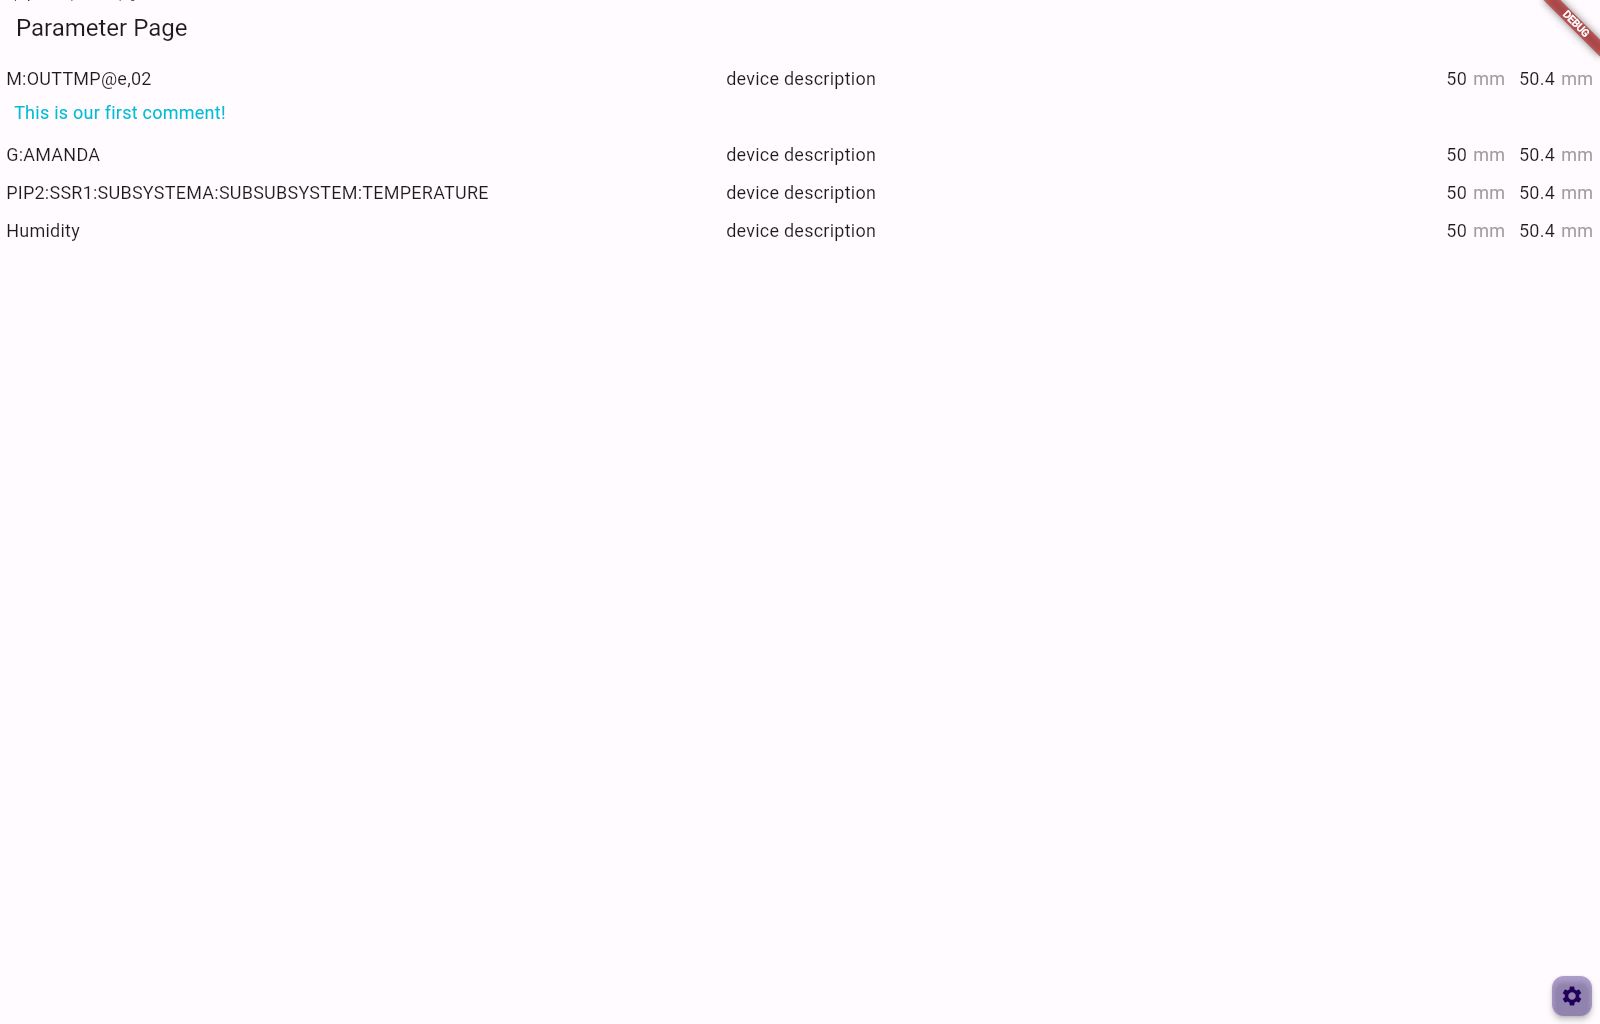 Parameter Page
DEBUG
M:OUTTMP@e,02 device description 50 mm 50.4 mm
This is our first comment!
G:AMANDA device description 50 mm 50.4 mm
PIP2:SSR1:SUBSYSTEMA:SUBSUBSYSTEM:TEMPERATURE device description 50 mm 50.4 mm
Humidity device description 50 mm 50.4 mm